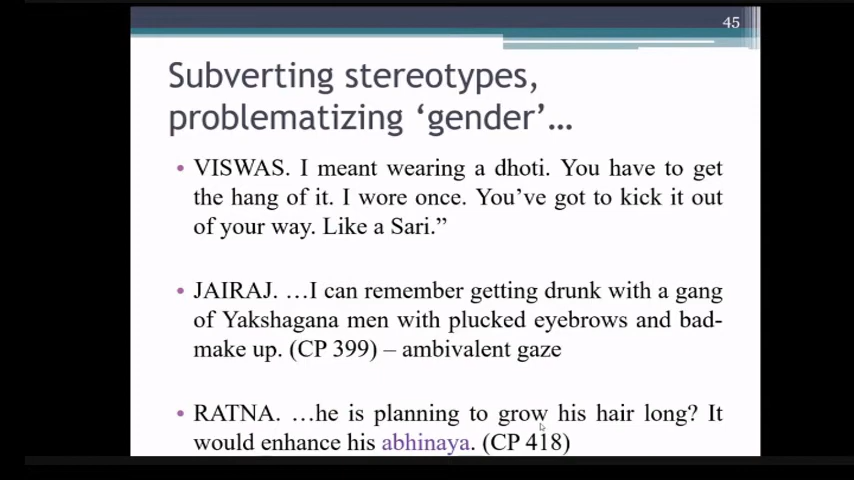 45
Subverting stereotypes,
problematizing ‘gender’…
• VISWAS. I meant wearing a dhoti. You have to get
the hang of it. I wore once. You’ve got to kick it out
of your way. Like a Sari.”
• JAIRAJ. …I can remember getting drunk with a gang
of Yakshagana men with plucked eyebrows and bad-
make up. (CP 399) – ambivalent gaze
• RATNA. …he is planning to grow his hair long? It
would enhance his abhinaya. (CP 418)